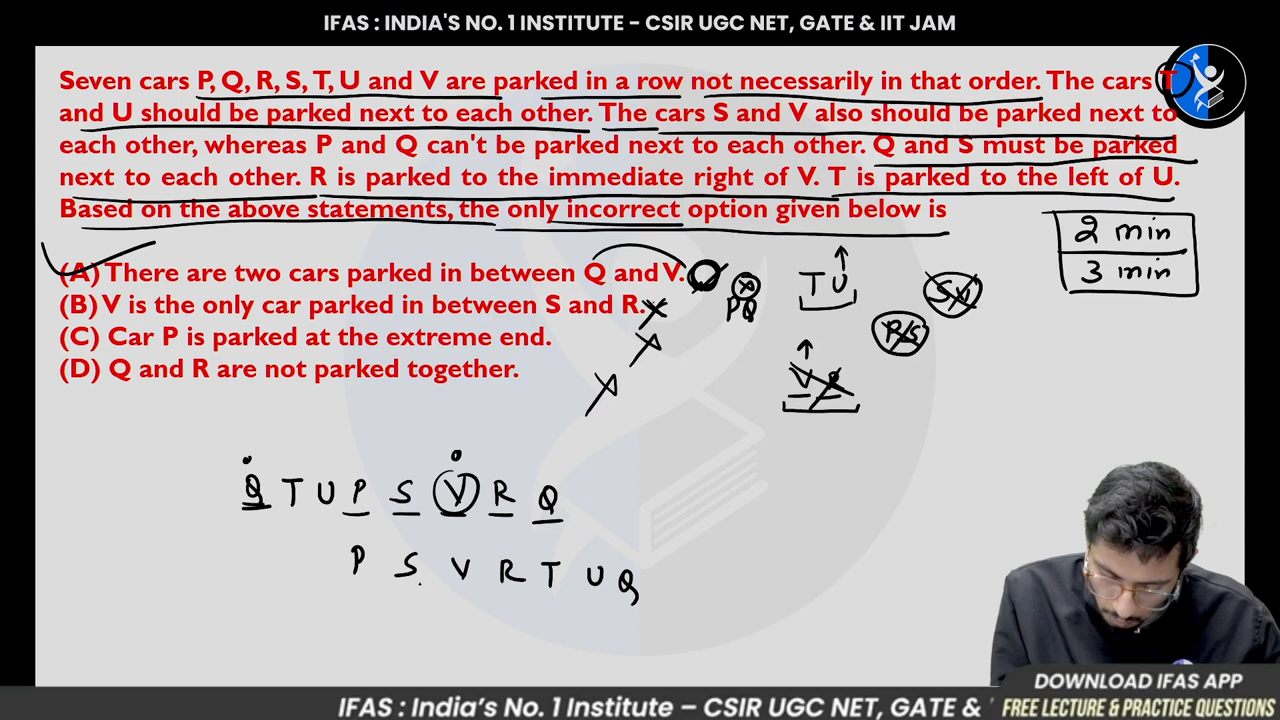 IFAS : INDIA'S NO. 1 INSTITUTE – CSIR UGC NET, GATE & IIT JAM
Seven cars P, Q, R, S, T, U and V are parked in a row not necessarily in that order. The cars T
and U should be parked next to each other. The cars S and V also should be parked next to
each other, whereas P and Q can't be parked next to each other. Q and S must be parked
next to each other. R is parked to the immediate right of V. T is parked to the left of U.
Based on the above statements, the only incorrect option given below is
2 min
3 min
(A) There are two cars parked in between Q and V.
(B) V is the only car parked in between S and R.
(C) Car P is parked at the extreme end.
(D) Q and R are not parked together.
PQ
T U
S V
Q T U P S V R Q
P S V R T U Q
DOWNLOAD IFAS APP
IFAS : India's No. 1 Institute – CSIR UGC NET, GATE &
FREE LECTURE & PRACTICE QUESTIONS